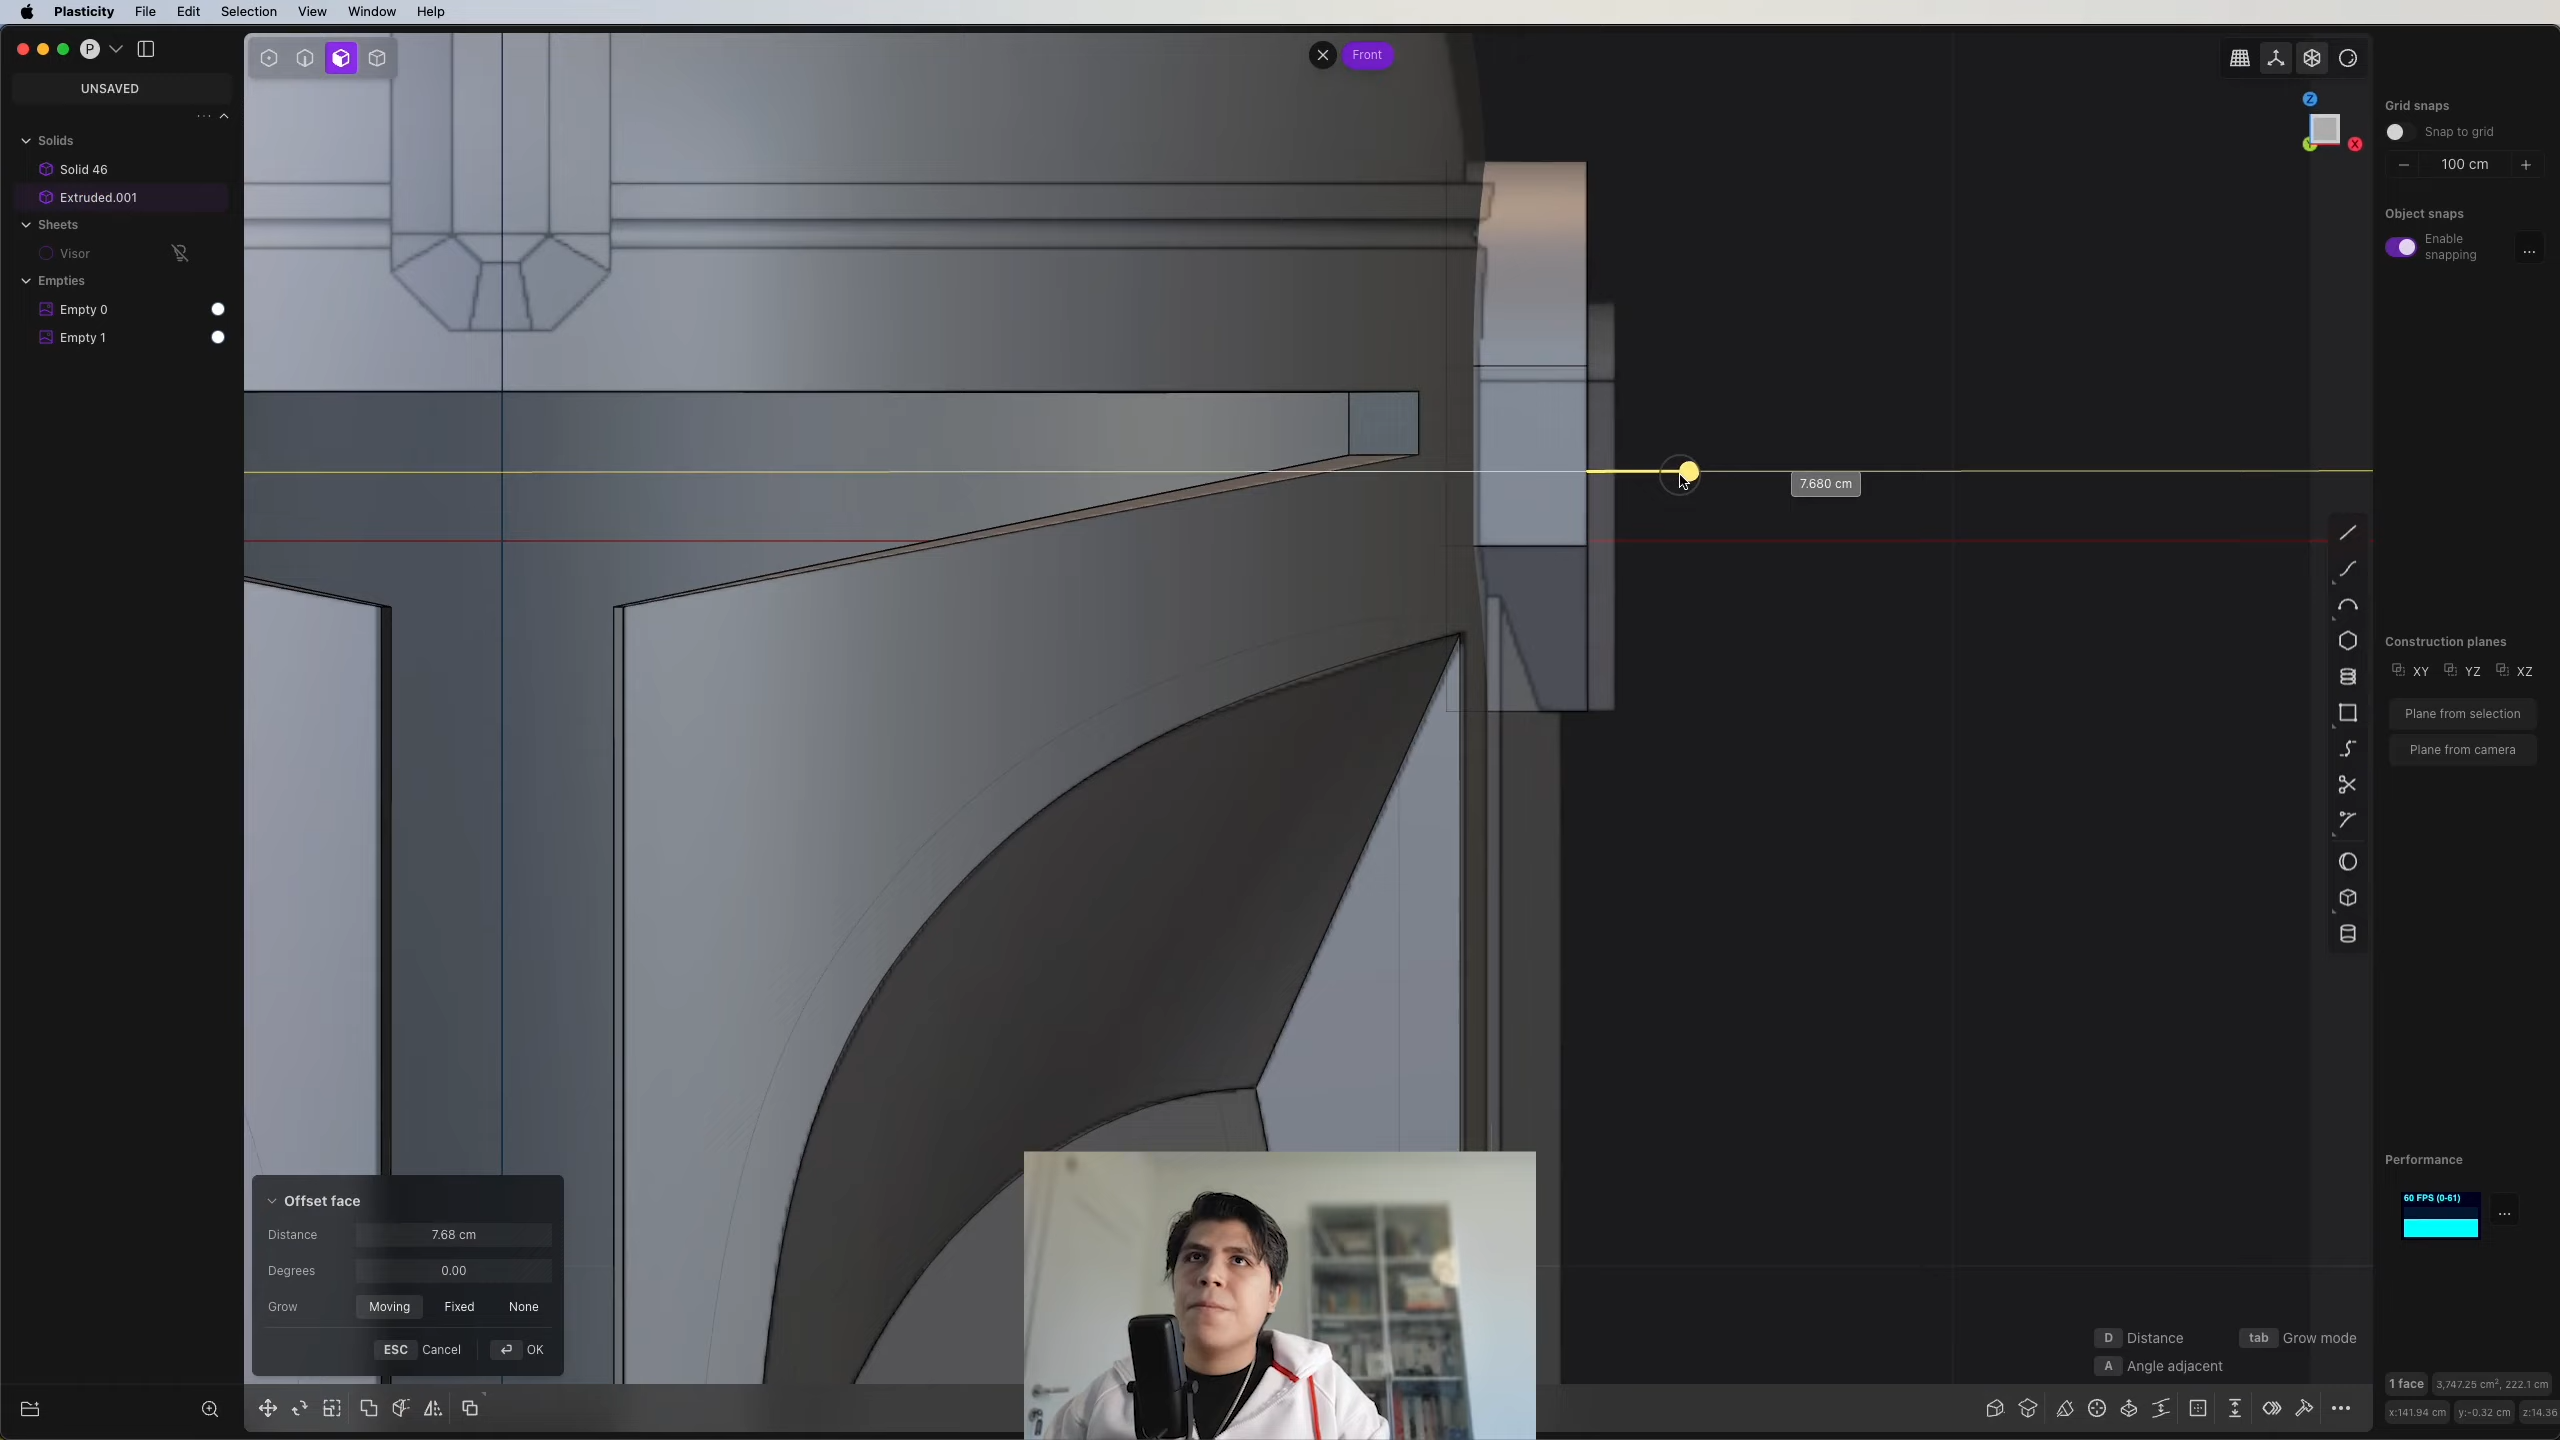 Plasticity File Edit Selection View Window Help
P
UNSAVED
Solids
Solid 46
Extruded.001
Sheets
Visor
Empties
Empty 0
Empty 1
Front
Z
Y
X
Grid snaps
Snap to grid
100 cm
Object snaps
Enable
snapping
7.680 cm
Construction planes
XY YZ XZ
Plane from selection
Plane from camera
Performance
60 FPS (0-61)
Offset face
Distance 7.68 cm
Degrees 0.00
Grow Moving Fixed None
ESC Cancel OK
D Distance tab Grow mode
A Angle adjacent
1 face 3,747.25 cm², 222.1 cm
x:141.94 cm y:-0.32 cm z:14.36